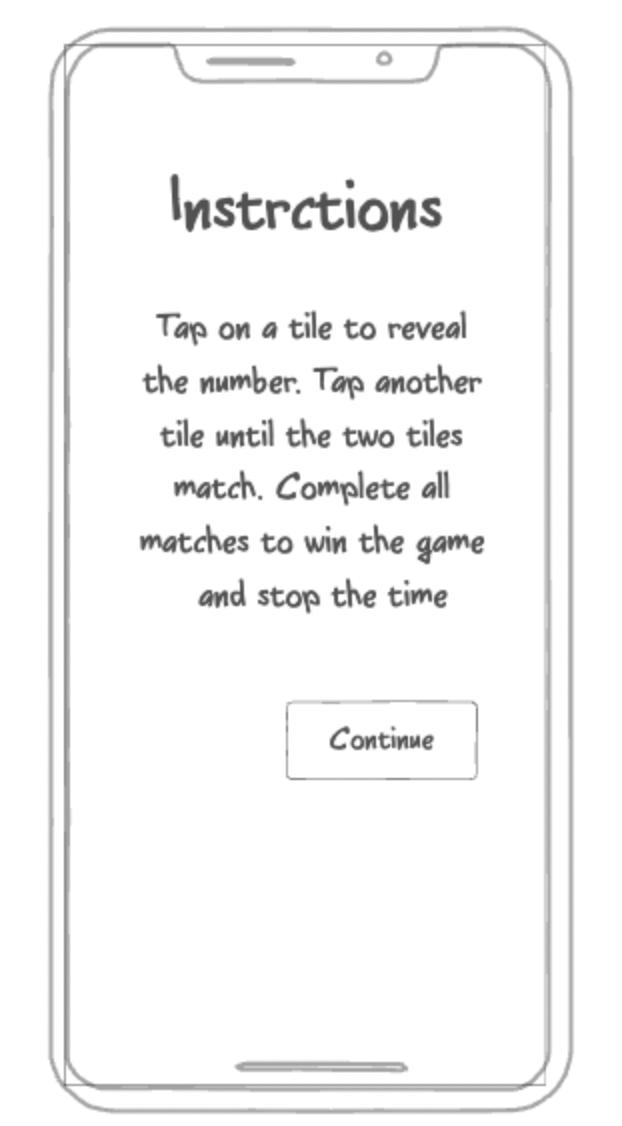 Instrctions
Tap on a tile to reveal
the number. Tap another
tile until the two tiles
match. Complete all
matches to win the game
and stop the time
Continue